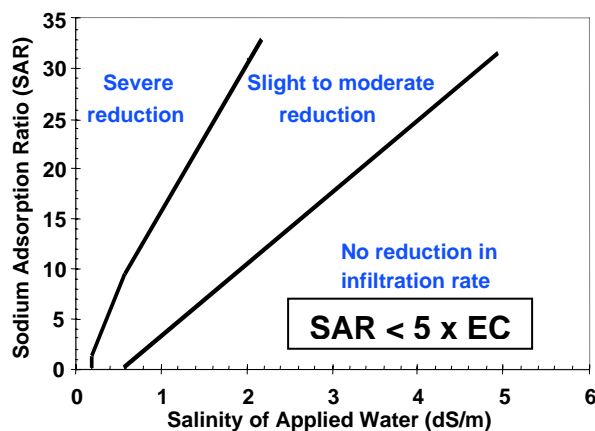 Sodium Adsorption Ratio (SAR)
35
30
25
20
15
10
5
0
Severe
reduction
Slight to moderate
reduction
No reduction in
infiltration rate
SAR < 5 x EC
0 1 2 3 4 5 6
Salinity of Applied Water (dS/m)